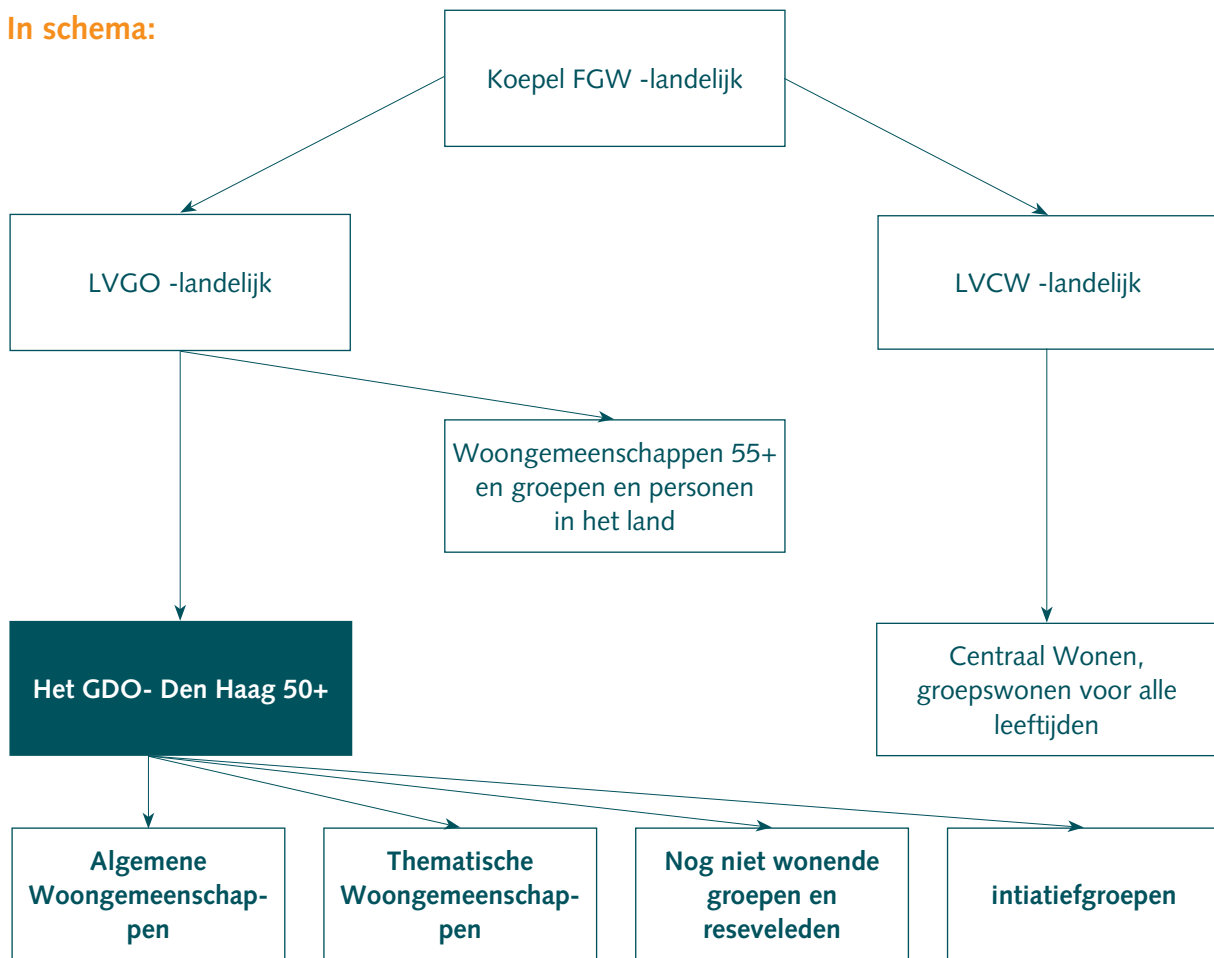 In schema:
Koepel FGW -landelijk
LVGO -landelijk
LVCW -landelijk
Woongemeenschappen 55+
en groepen en personen
in het land
Het GDO- Den Haag 50+
Centraal Wonen,
groepswonen voor alle
leeftijden
Algemene
Woongemeenschap-
pen
Thematische
Woongemeenschap-
pen
Nog niet wonende
groepen en
reseveleden
intiatiefgroepen